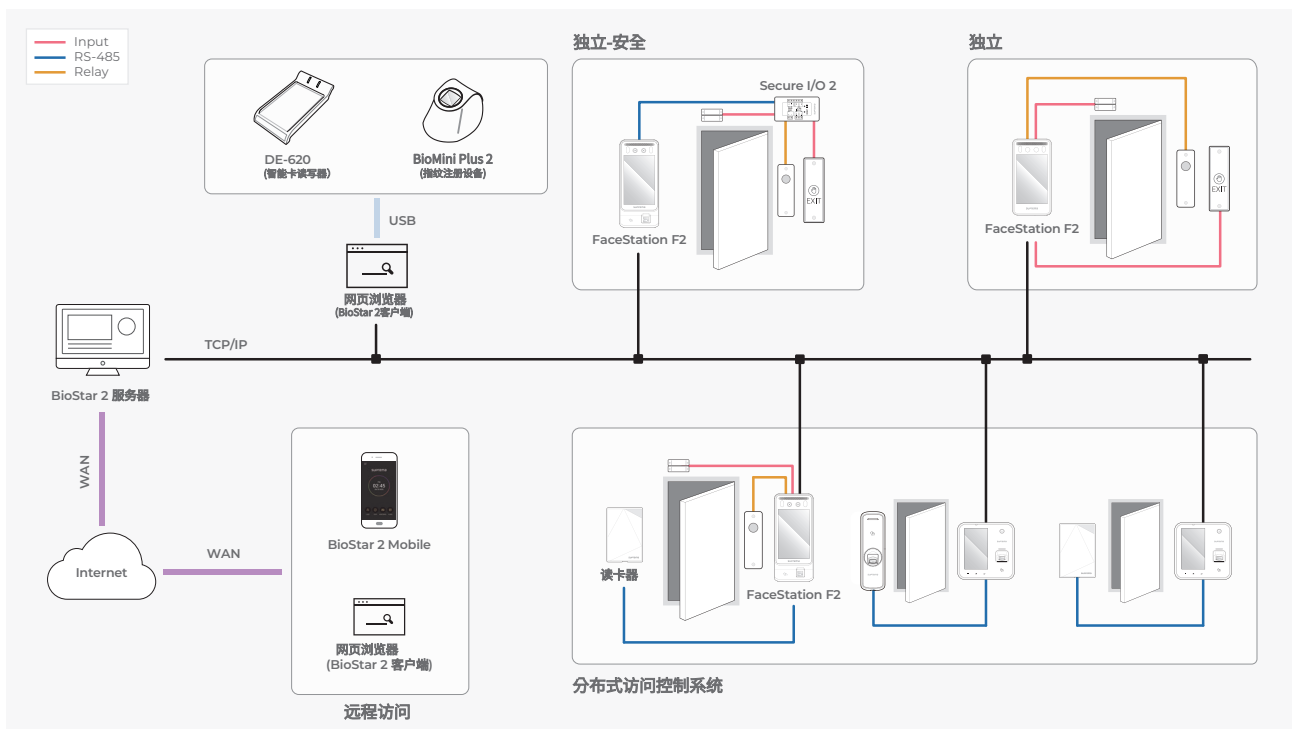 Input
RS-485
Relay
DE-620
(智能卡读写器)
BioMini Plus 2
(指纹注册设备)
USB
网页浏览器
(BioStar 2客户端)
独立-安全
Secure I/O 2
EXIT
FaceStation F2
独立
EXIT
FaceStation F2
TCP/IP
BioStar 2 服务器
WAN
Internet
WAN
02:45
BioStar 2 Mobile
网页浏览器
(BioStar 2 客户端)
远程访问
读卡器
FaceStation F2
分布式访问控制系统